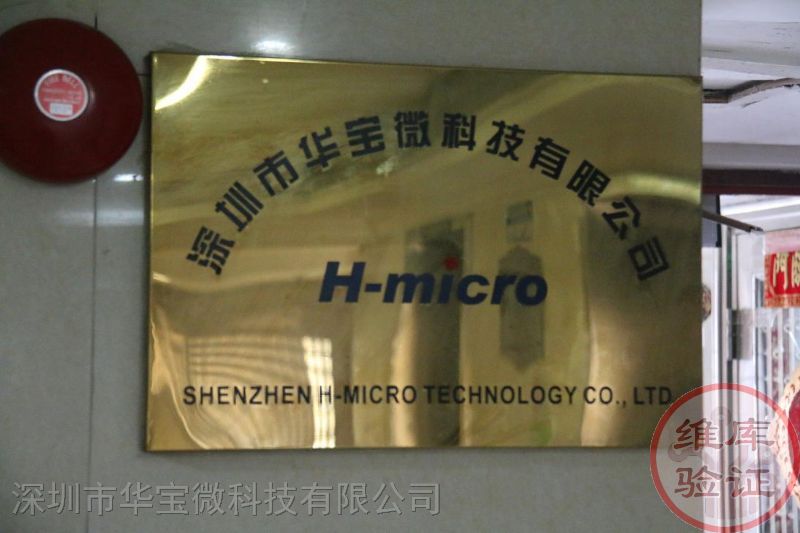 深圳市华宝微科技有限公司
H-micro
SHENZHEN H-MICRO TECHNOLOGY CO., LTD
维库
验证
深圳市华宝微科技有限公司